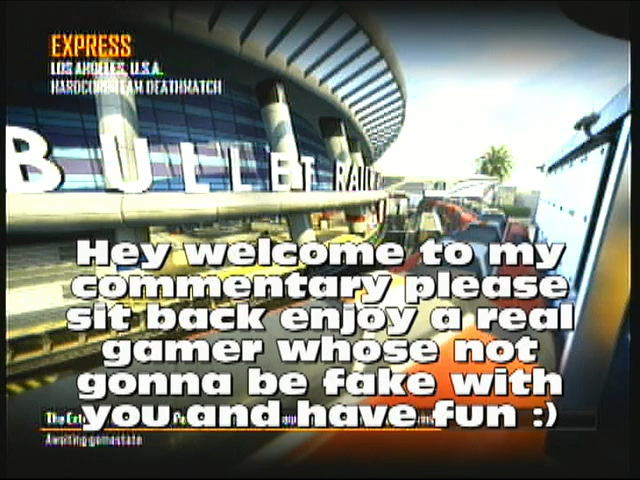 EXPRESS
LOS ANGELES, U.S.A.
HARDCORE TEAM DEATHMATCH
BULLET RAIL
Hey welcome to my
commentary please
sit back enjoy a real
gamer whose not
gonna be fake with
you and have fun :)
The
Awaiting gamestate